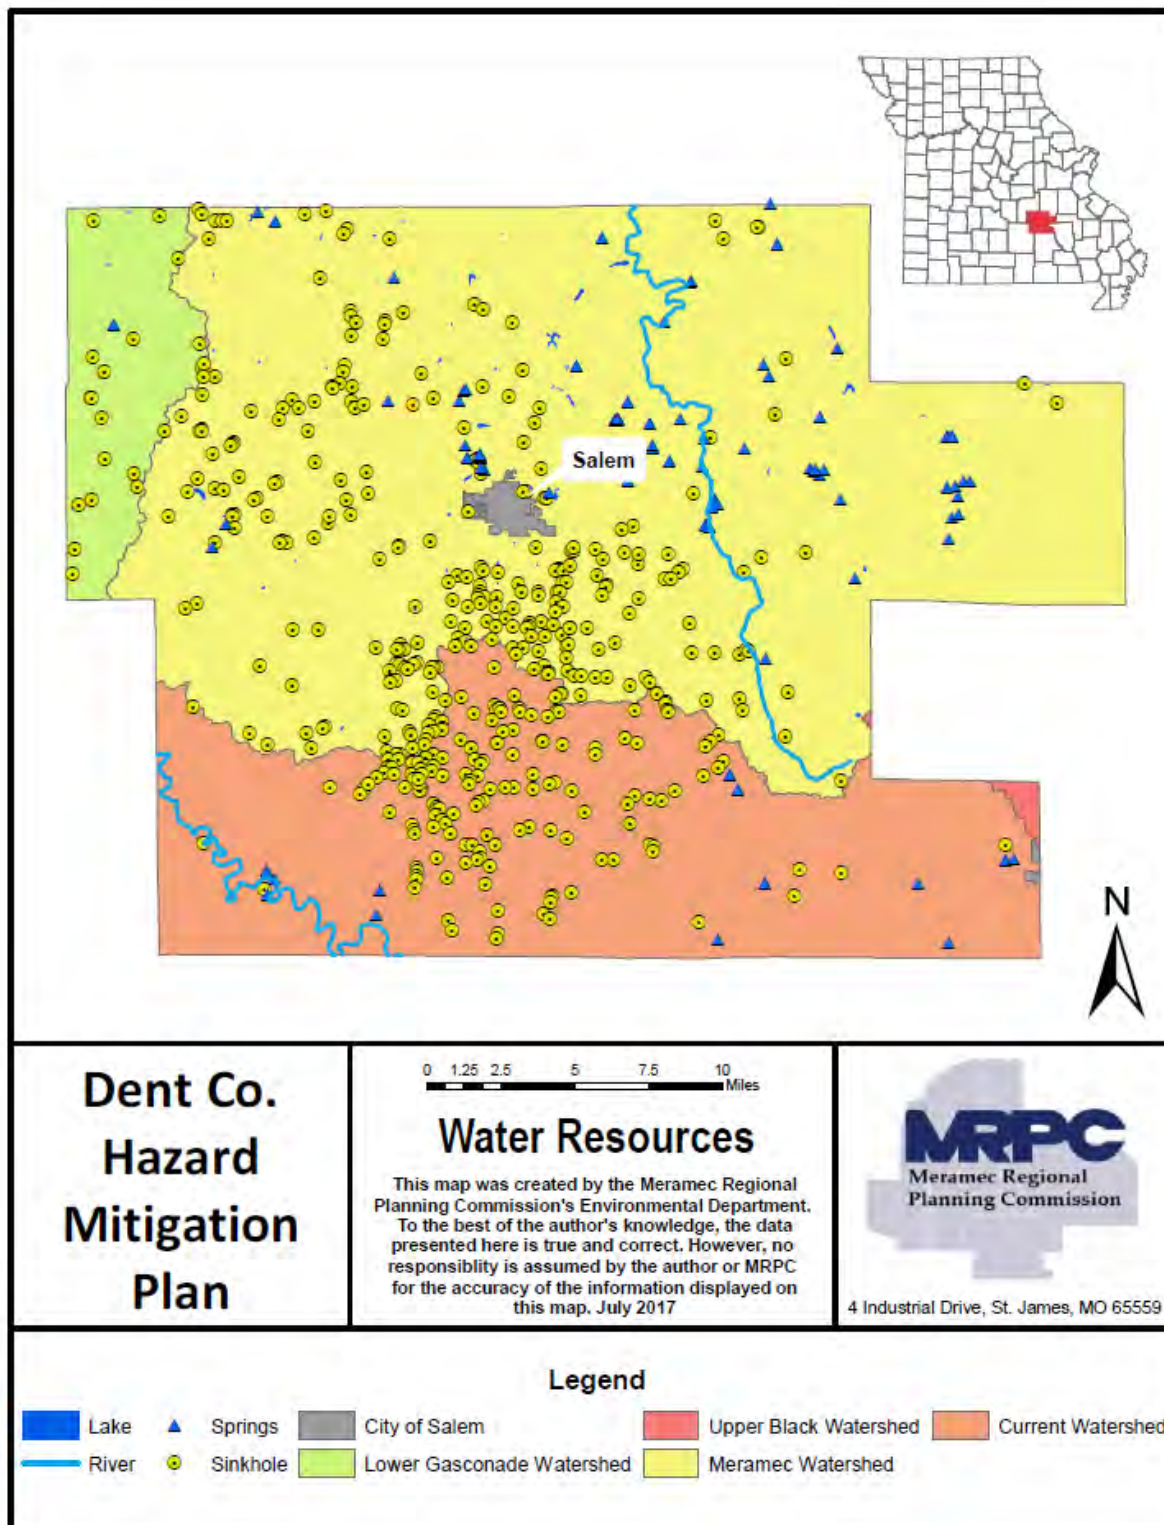 Salem
N
Dent Co.
Hazard
Mitigation
Plan
0 1.25 2.5 5 7.5 10
Miles
Water Resources
This map was created by the Meramec Regional
Planning Commission's Environmental Department.
To the best of the author's knowledge, the data
presented here is true and correct. However, no
responsiblity is assumed by the author or MRPC
for the accuracy of the information displayed on
this map. July 2017
MRPC
Meramec Regional
Planning Commission
4 Industrial Drive, St. James, MO 65559
Legend
Lake Springs City of Salem Upper Black Watershed Current Watershed
River Sinkhole Lower Gasconade Watershed Meramec Watershed